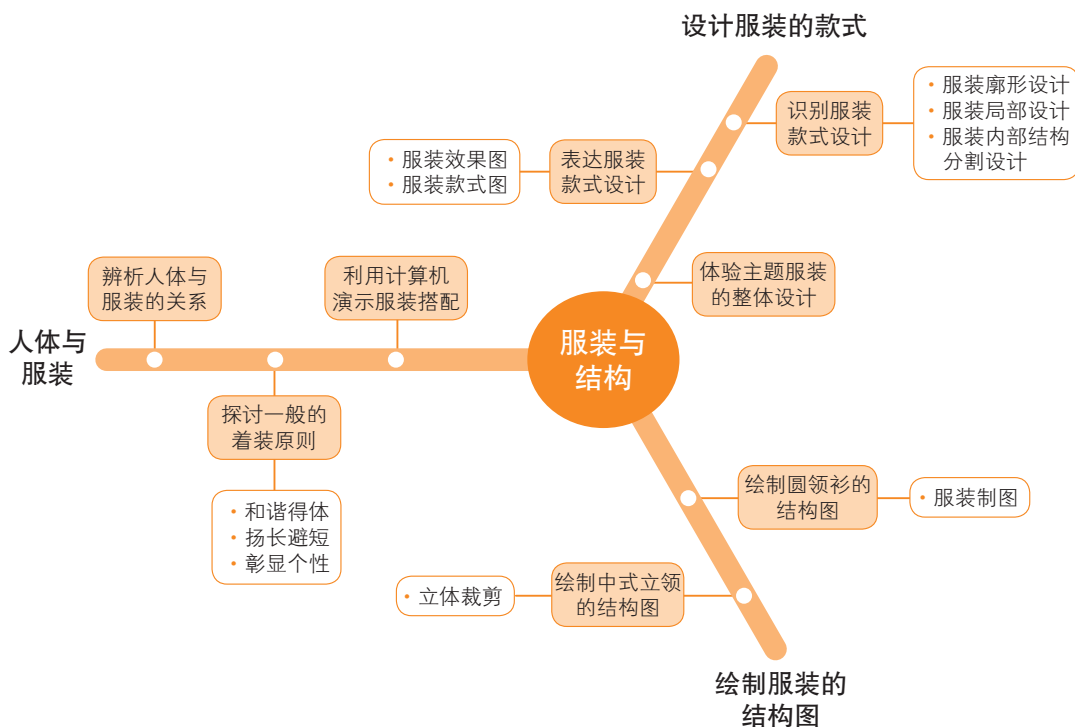 设计服装的款式
识别服装
款式设计
• 服装廓形设计
• 服装局部设计
• 服装内部结构
分割设计
表达服装
款式设计
• 服装效果图
• 服装款式图
体验主题服装
的整体设计
人体与
服装
辨析人体与
服装的关系
利用计算机
演示服装搭配
探讨一般的
着装原则
• 和谐得体
• 扬长避短
• 彰显个性
服装与
结构
绘制圆领衫的
结构图
• 服装制图
绘制中式立领
的结构图
• 立体裁剪
绘制服装的
结构图